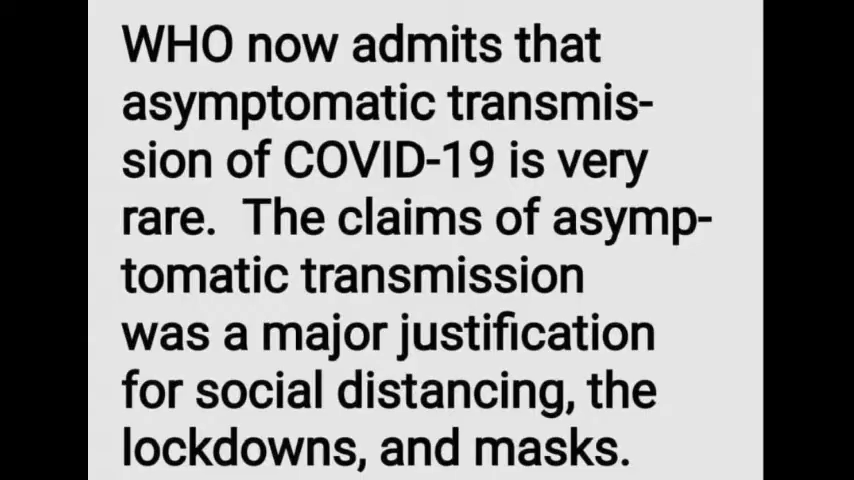 WHO now admits that
asymptomatic transmis-
sion of COVID-19 is very
rare.  The claims of asymp-
tomatic transmission
was a major justification
for social distancing, the
lockdowns, and masks.